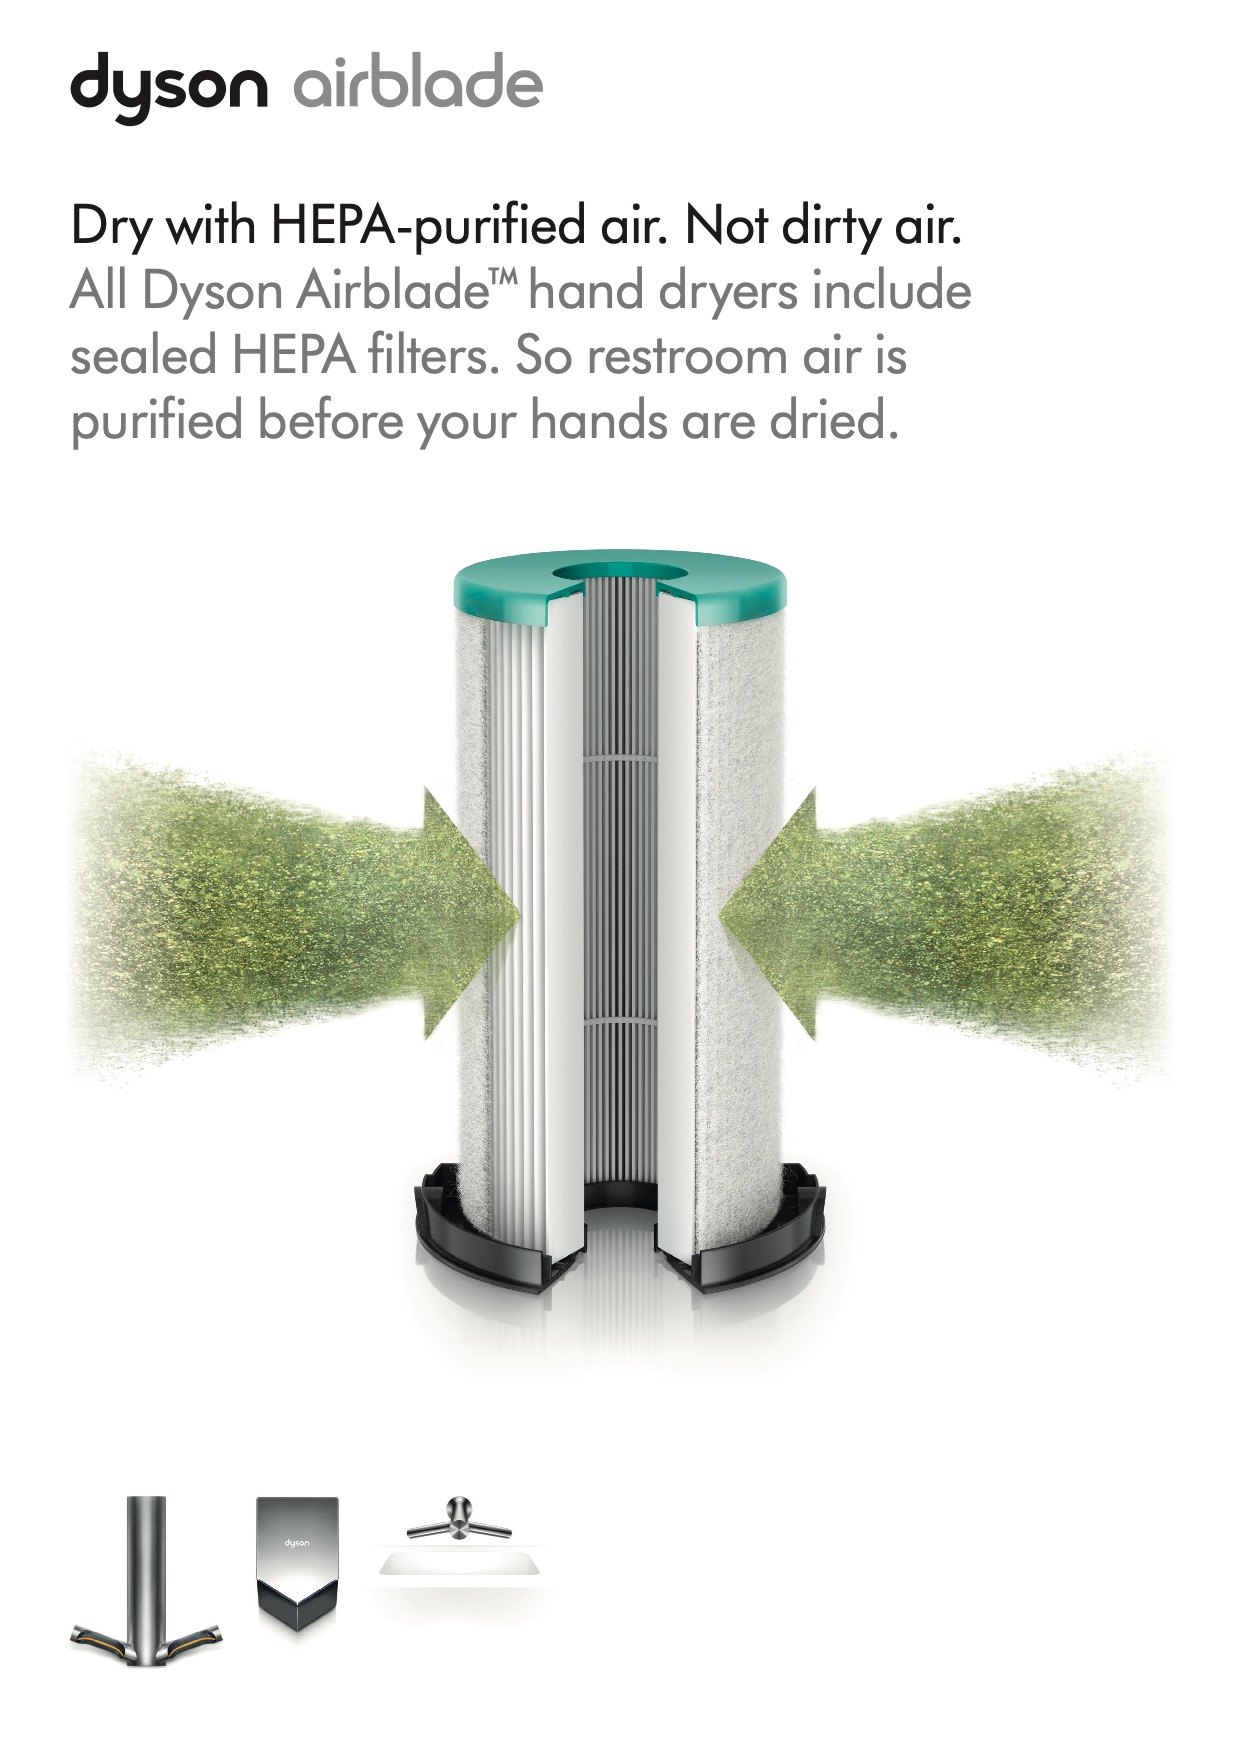 dyson airblade
Dry with HEPA-purified air. Not dirty air.
All Dyson Airblade™ hand dryers include
sealed HEPA filters. So restroom air is
purified before your hands are dried.
dyson